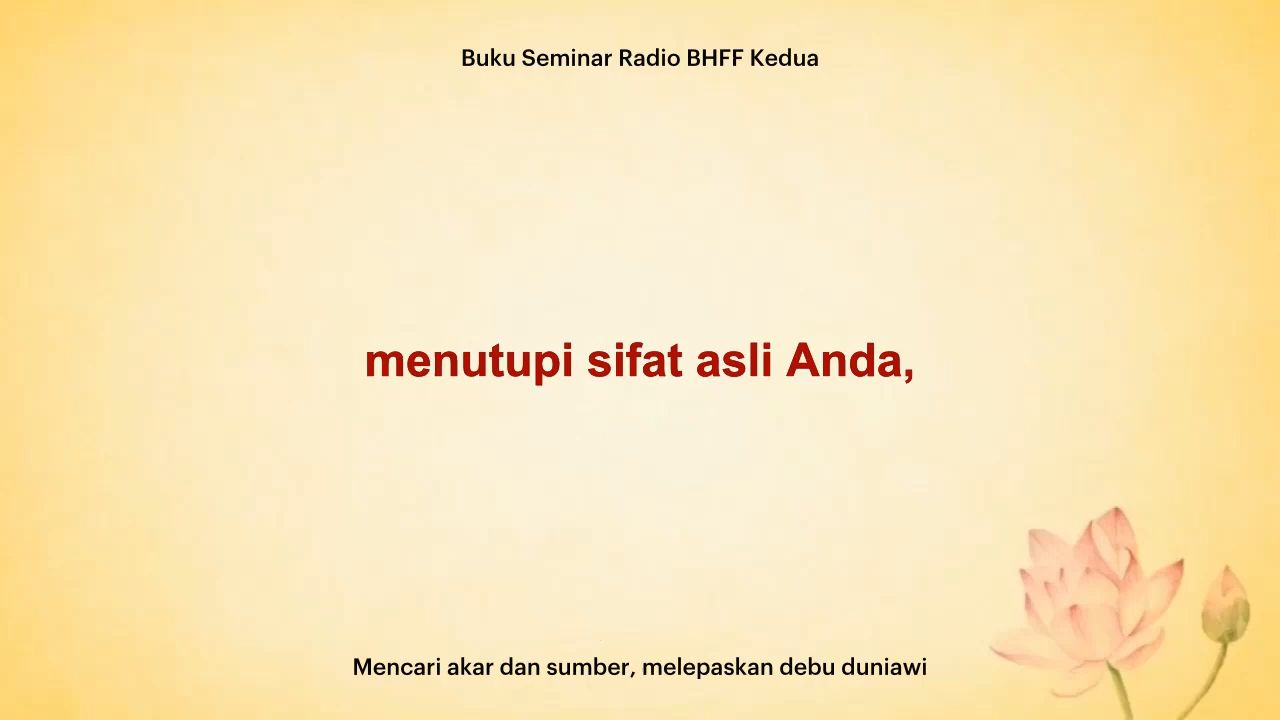 Buku Seminar Radio BHFF Kedua
menutupi sifat asli Anda,
Mencari akar dan sumber, melepaskan debu duniawi